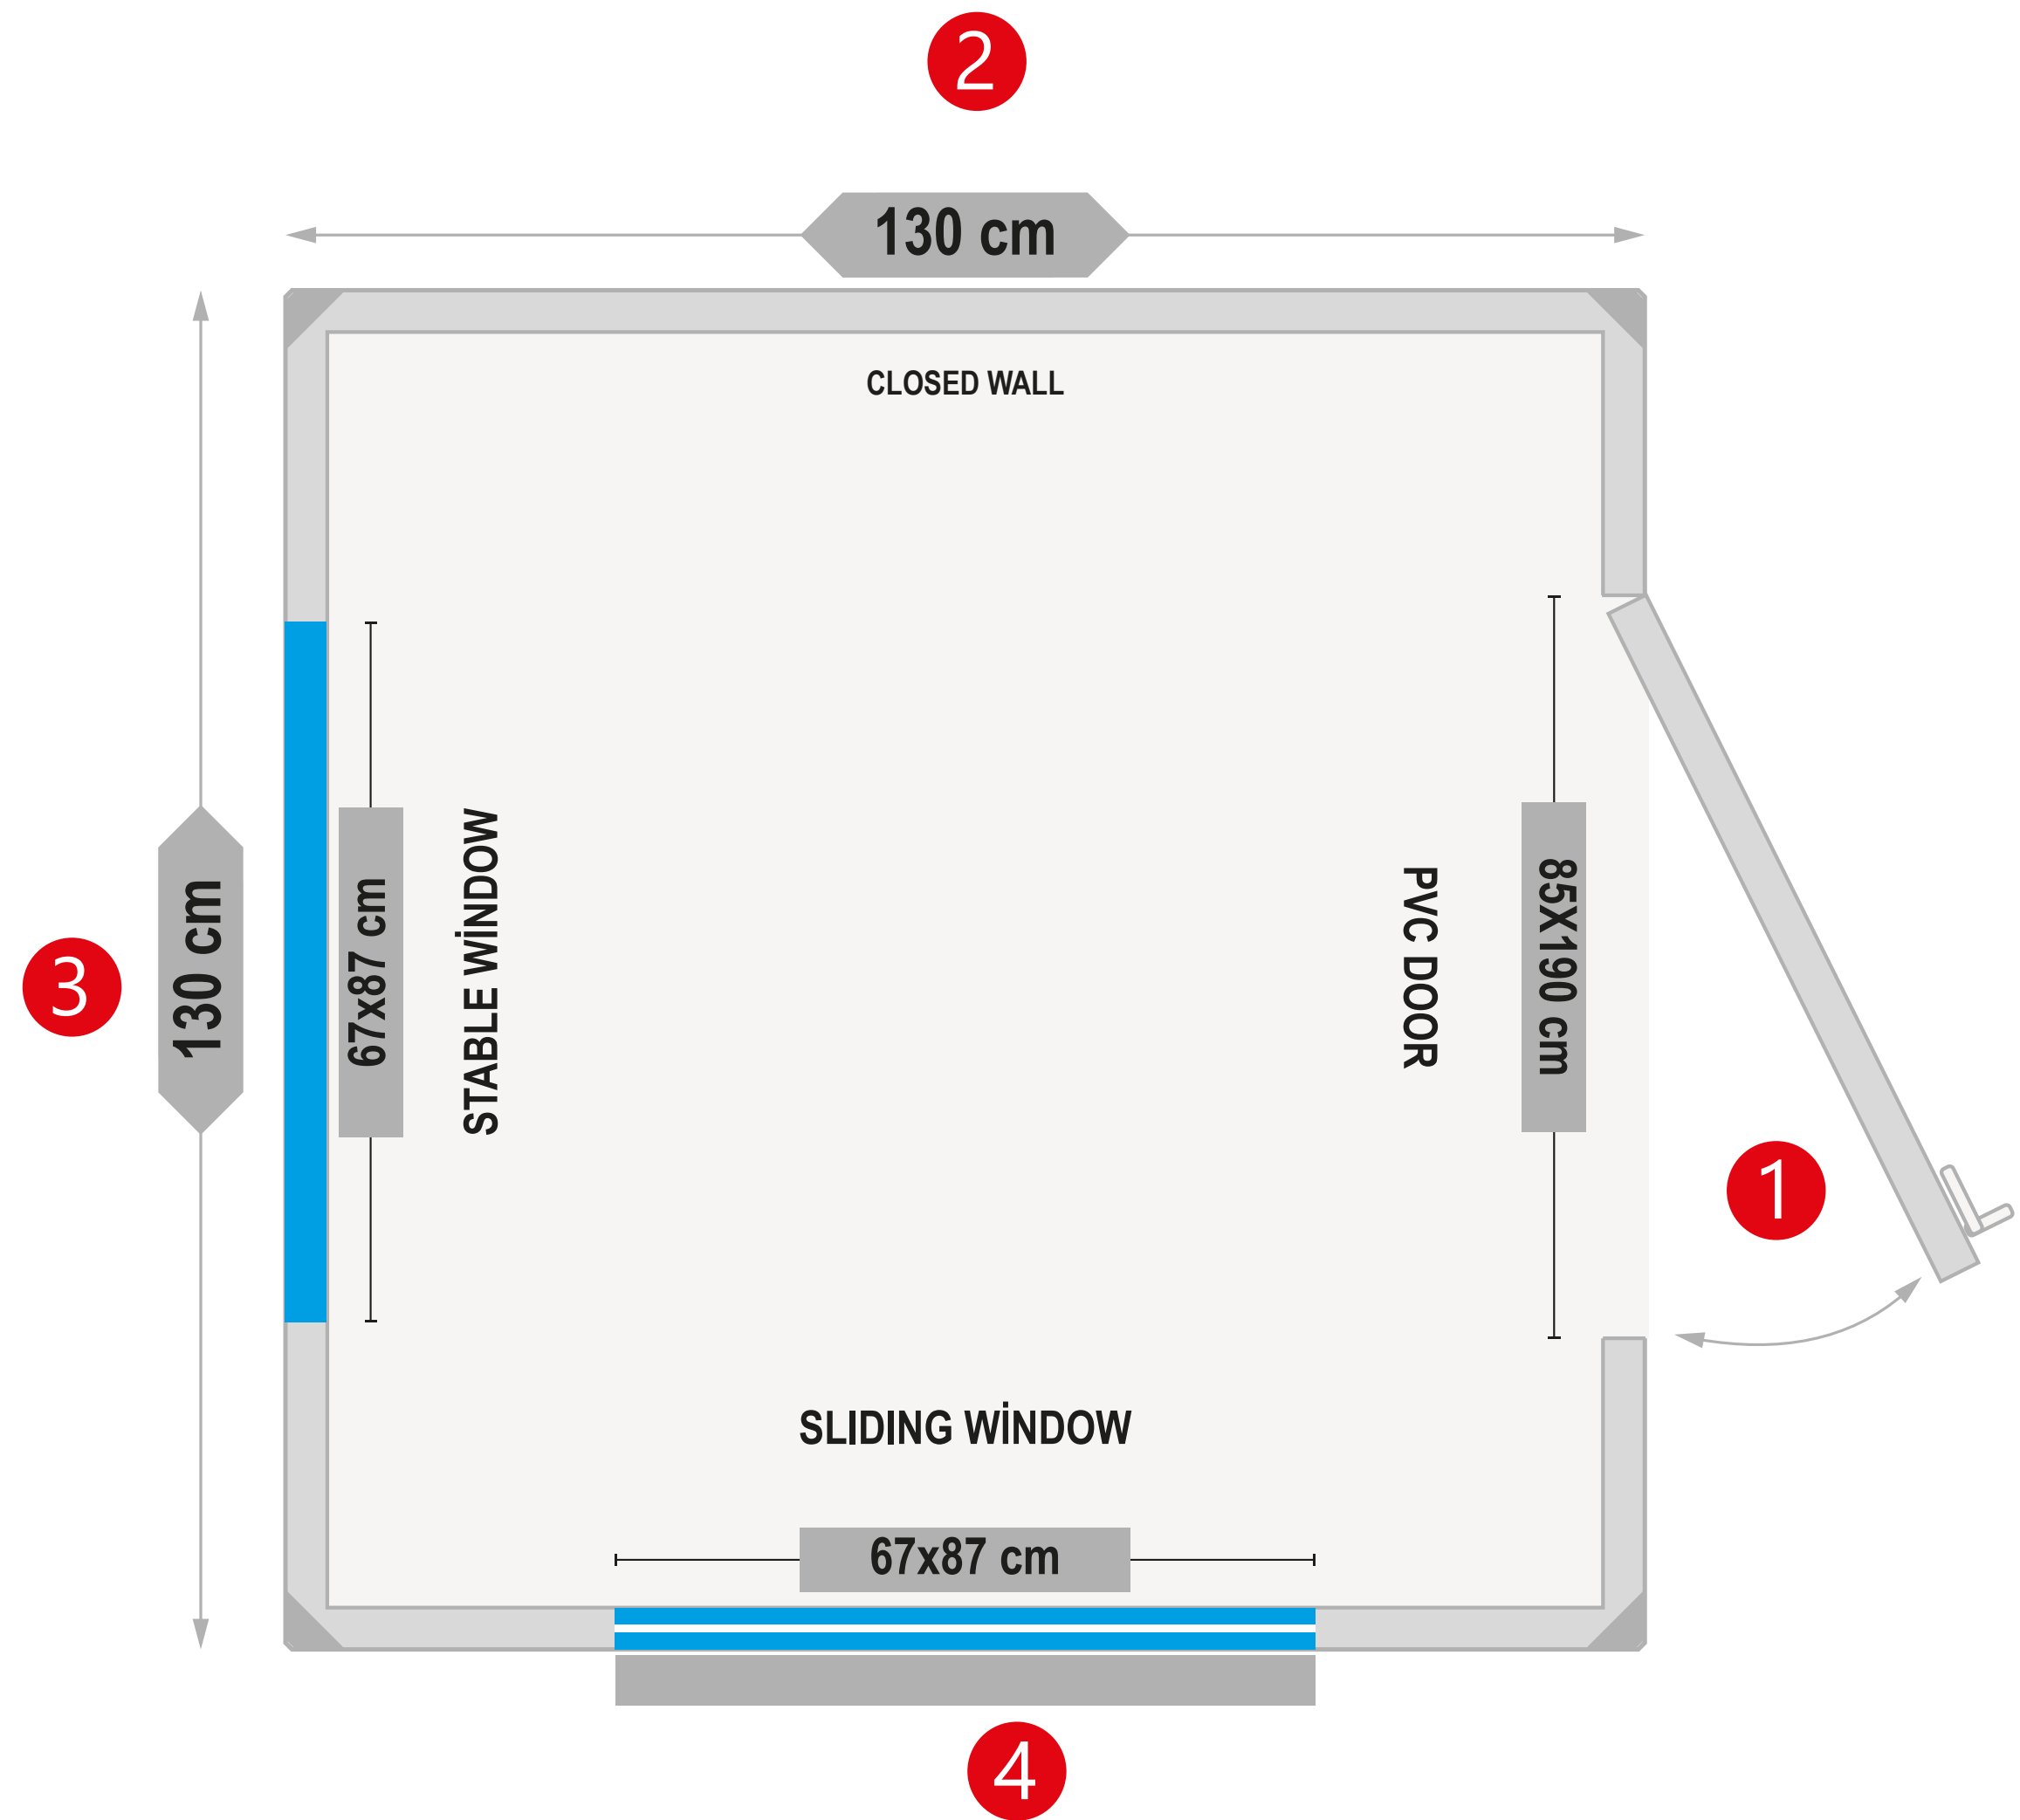 2
130 cm
CLOSED WALL
3
130 cm
67x87 cm
STABLE WİNDOW
PVC DOOR
85X190 cm
1
SLIDING WİNDOW
67x87 cm
4